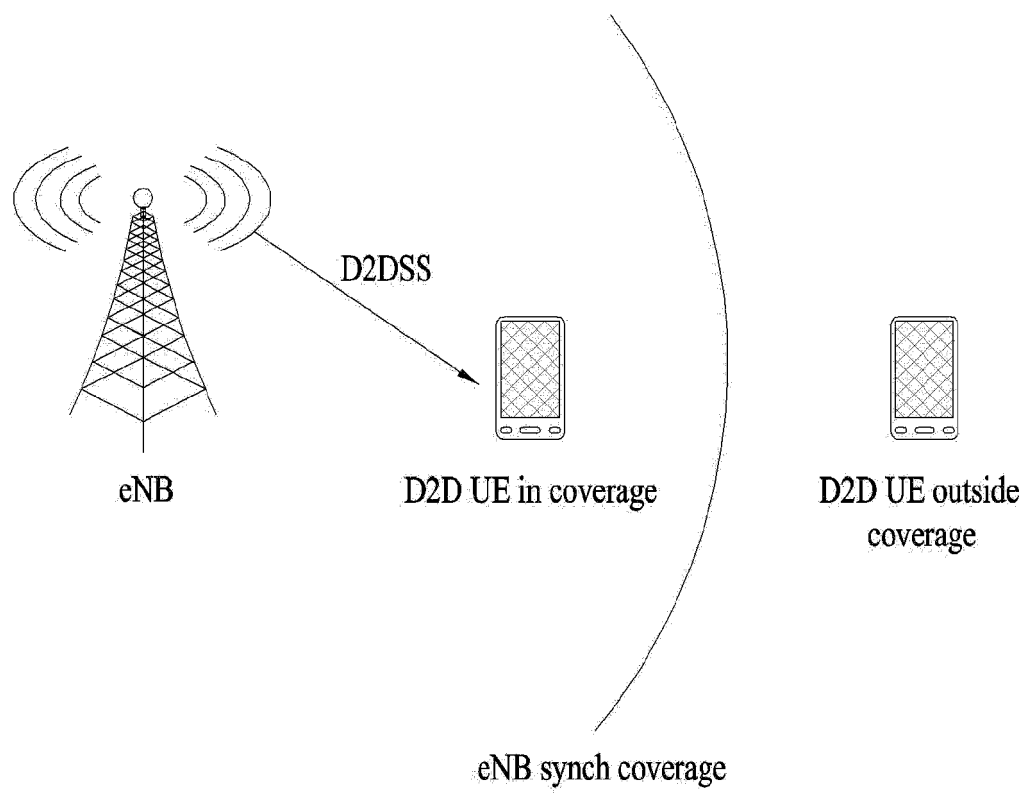 D2DSS
eNB
D2D UE in coverage
D2D UE outside
coverage
eNB synch coverage